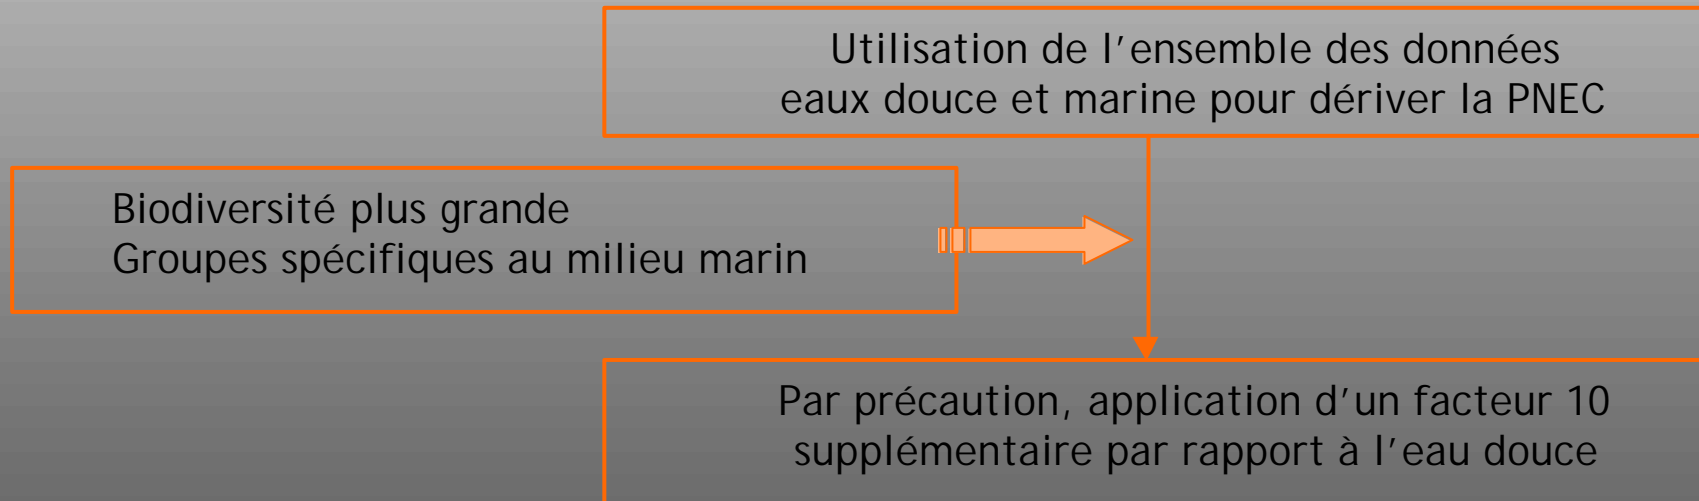 Utilisation de l’ensemble des données
eaux douce et marine pour dériver la PNEC
Biodiversité plus grande
Groupes spécifiques au milieu marin
Par précaution, application d’un facteur 10
supplémentaire par rapport à l’eau douce